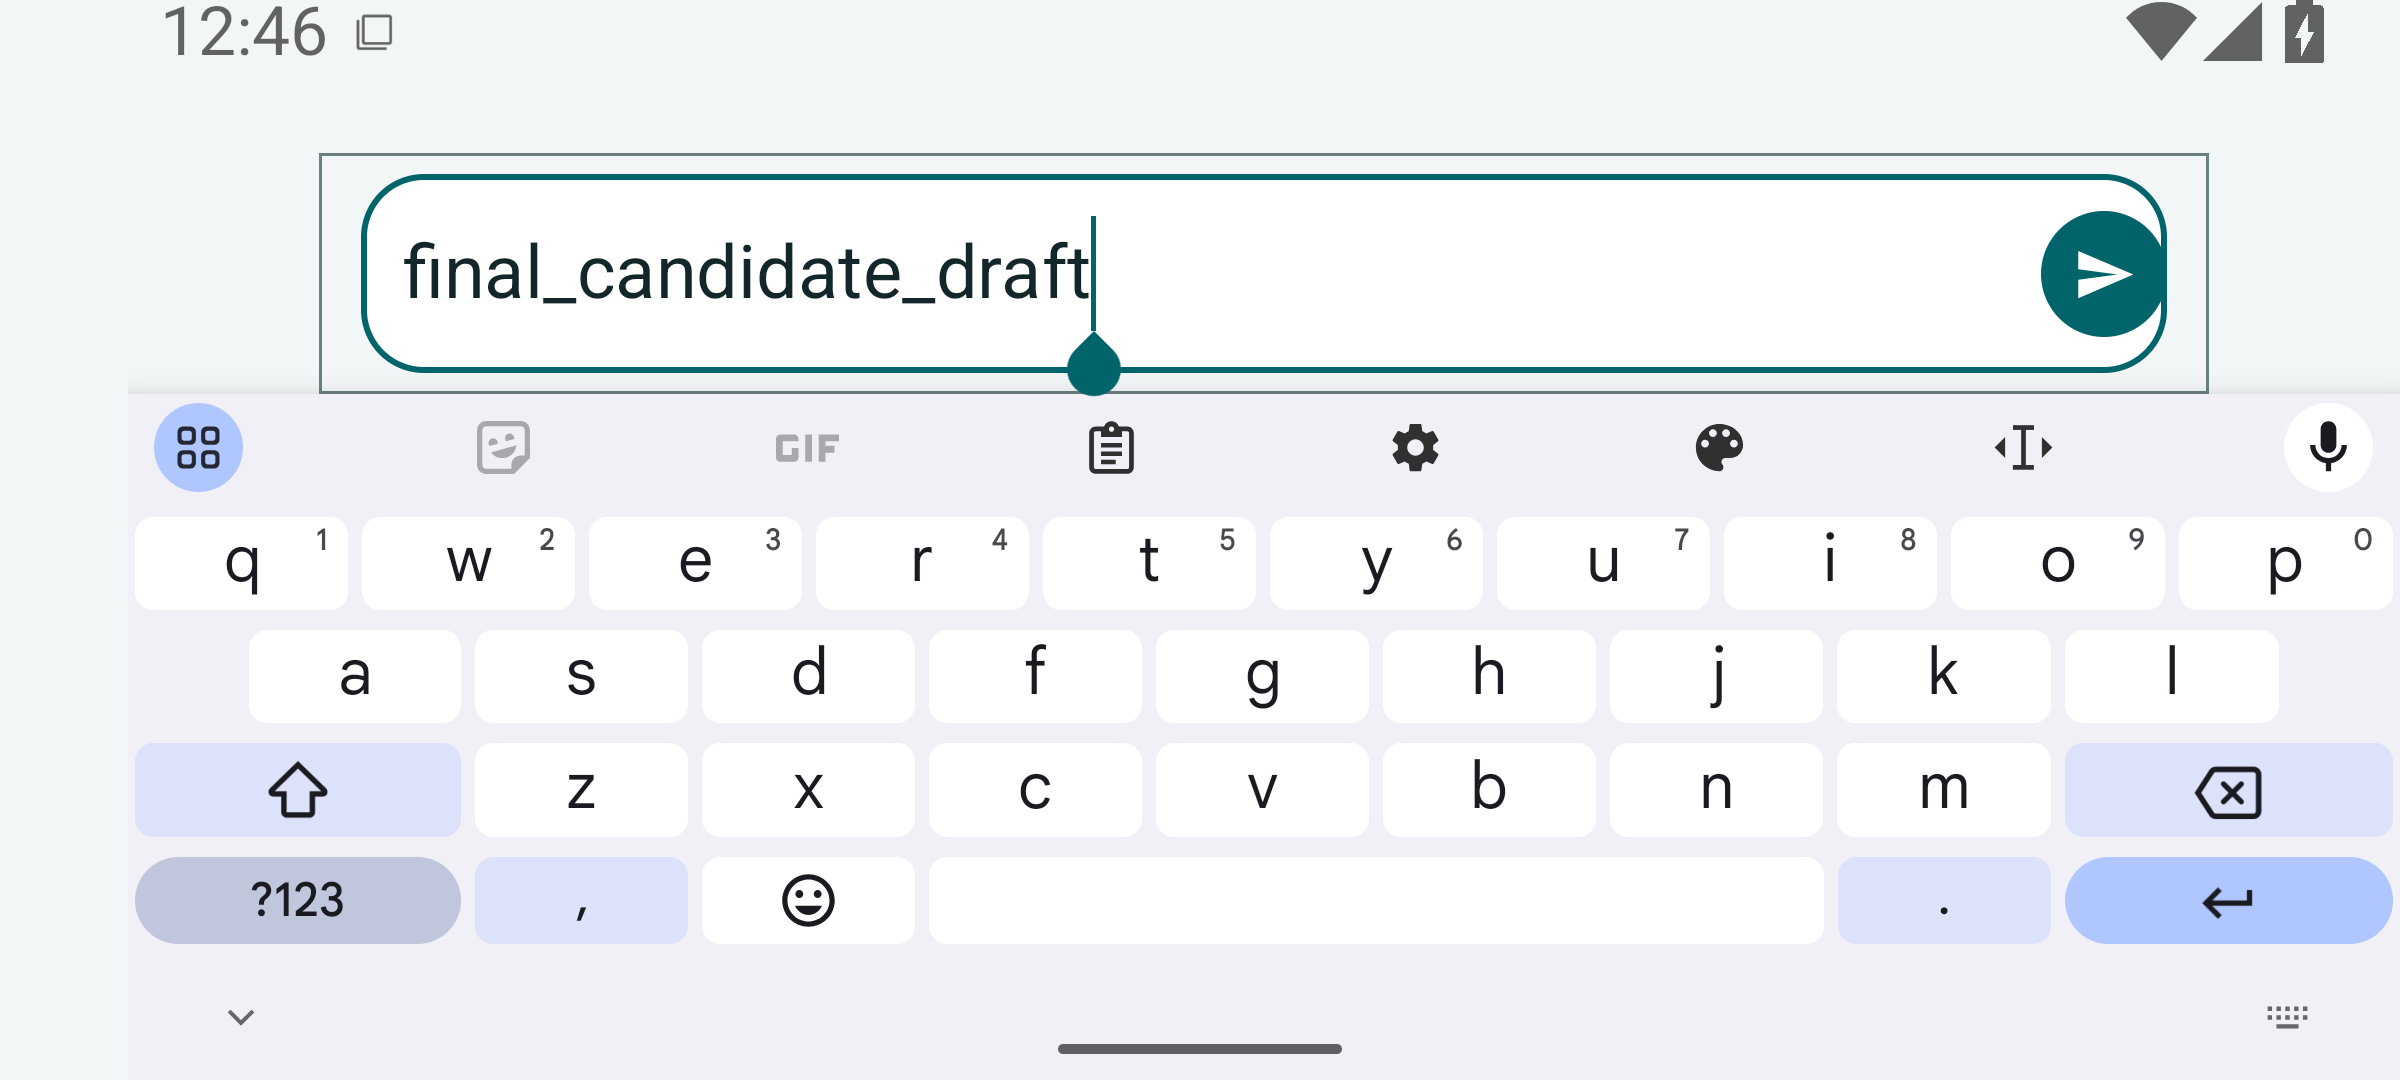 12:46
final_candidate_draft
GIF
q 1 w 2 e 3 r 4 t 5 y 6 u 7 i 8 o 9 p 0
a s d f g h j k l
z x c v b n m
?123 , .